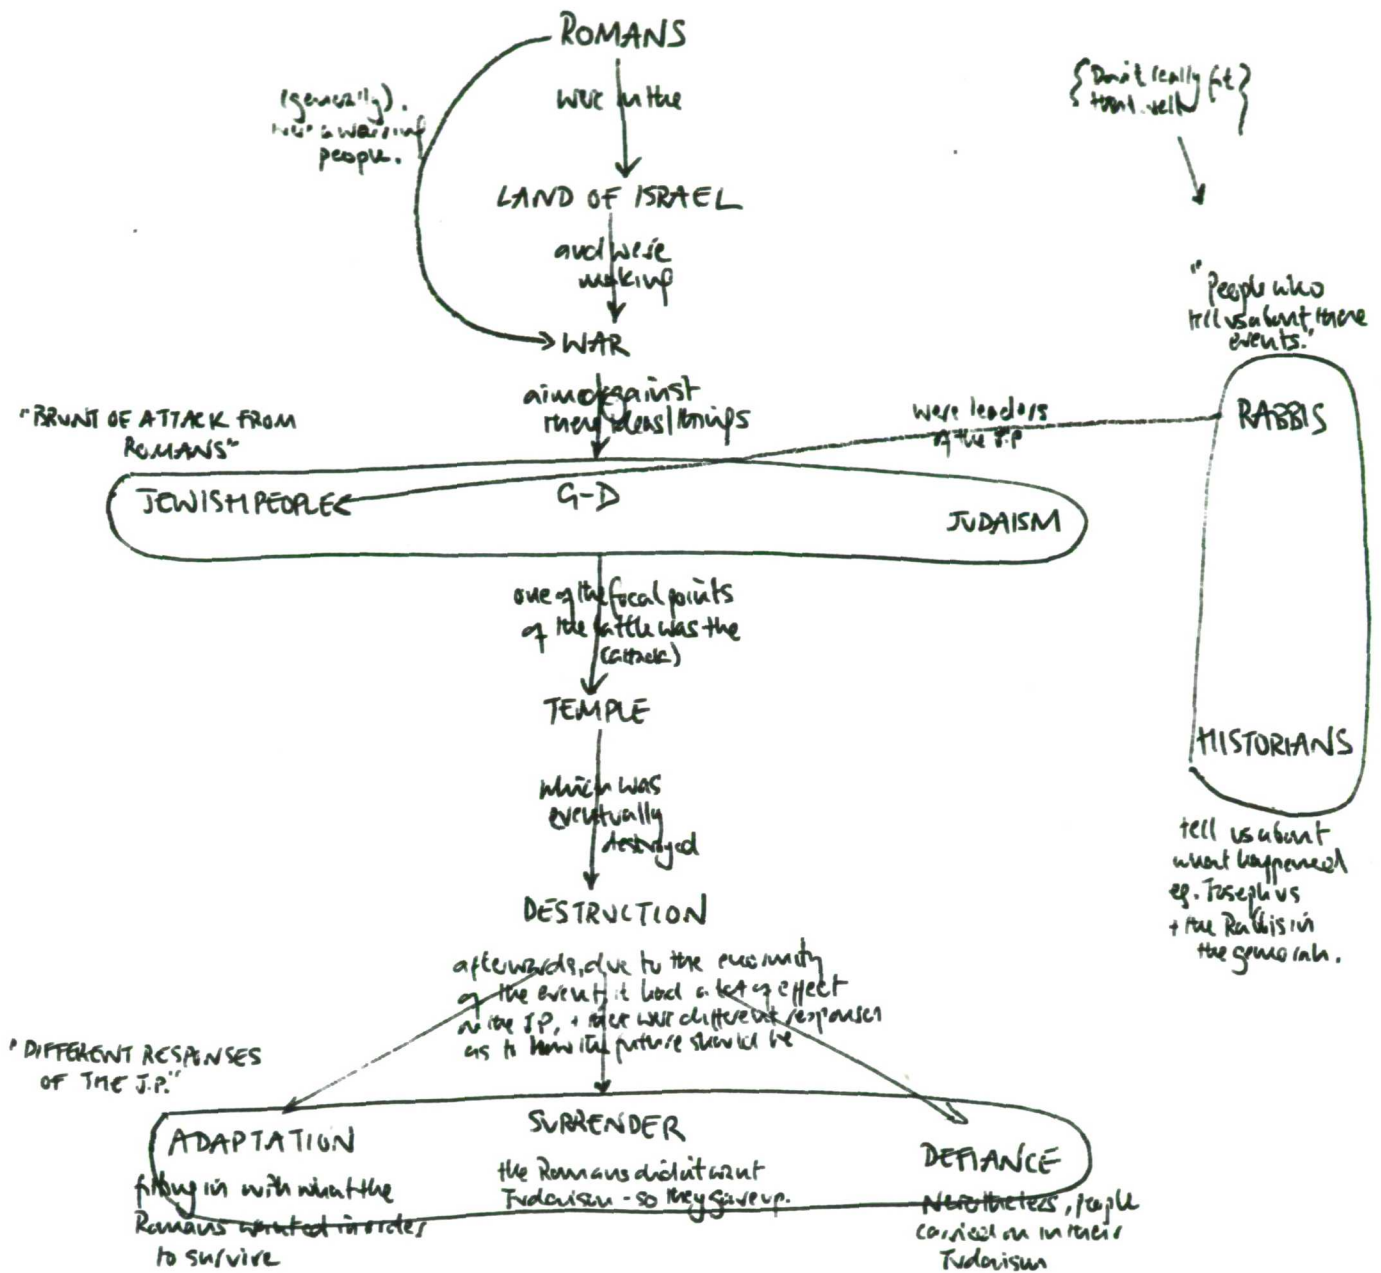 ROMANS
were in the
(generally).
people.
{Don't really fit
that well}
LAND OF ISRAEL
and were
making
WAR
"People who
tell us about these
events."
aimed against
these ideas/things
"BRUNT OF ATTACK FROM
ROMANS"
were leaders
of the J.P
RABBIS
JEWISH PEOPLE
G-D
JUDAISM
one of the focal points
of the battle was the
(attack)
TEMPLE
HISTORIANS
which was
eventually
destroyed
tell us about
what happened
eg. Josephus
+ the Rabbis in
the gemorah.
DESTRUCTION
afterwards, due to the enormity
of the event, it had a lot of effect
on the J.P, + there were different responses
as to how the future should be
"DIFFERENT RESPONSES
OF THE J.P."
ADAPTATION
fitting in with what the
Romans wanted in order
to survive
SURRENDER
the Romans didn't want
Judaism - so they gave up.
DEFIANCE
Nevertheless, people
carried on in their
Judaism